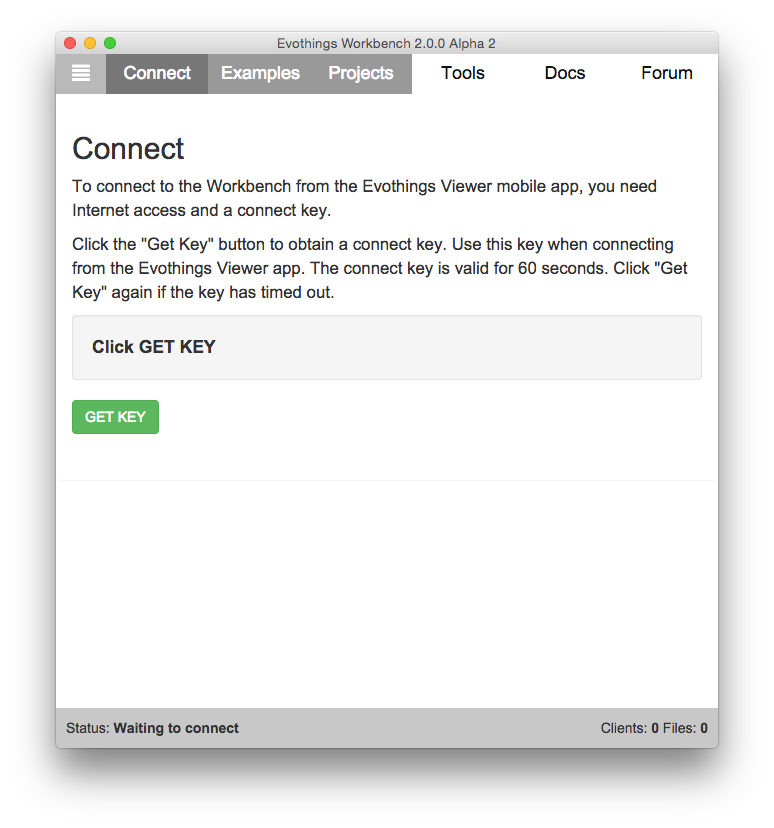 Evothings Workbench 2.0.0 Alpha 2
Connect Examples Projects Tools Docs Forum
Connect
To connect to the Workbench from the Evothings Viewer mobile app, you need
Internet access and a connect key.
Click the "Get Key" button to obtain a connect key. Use this key when connecting
from the Evothings Viewer app. The connect key is valid for 60 seconds. Click "Get
Key" again if the key has timed out.
Click GET KEY
GET KEY
Status: Waiting to connect Clients: 0 Files: 0